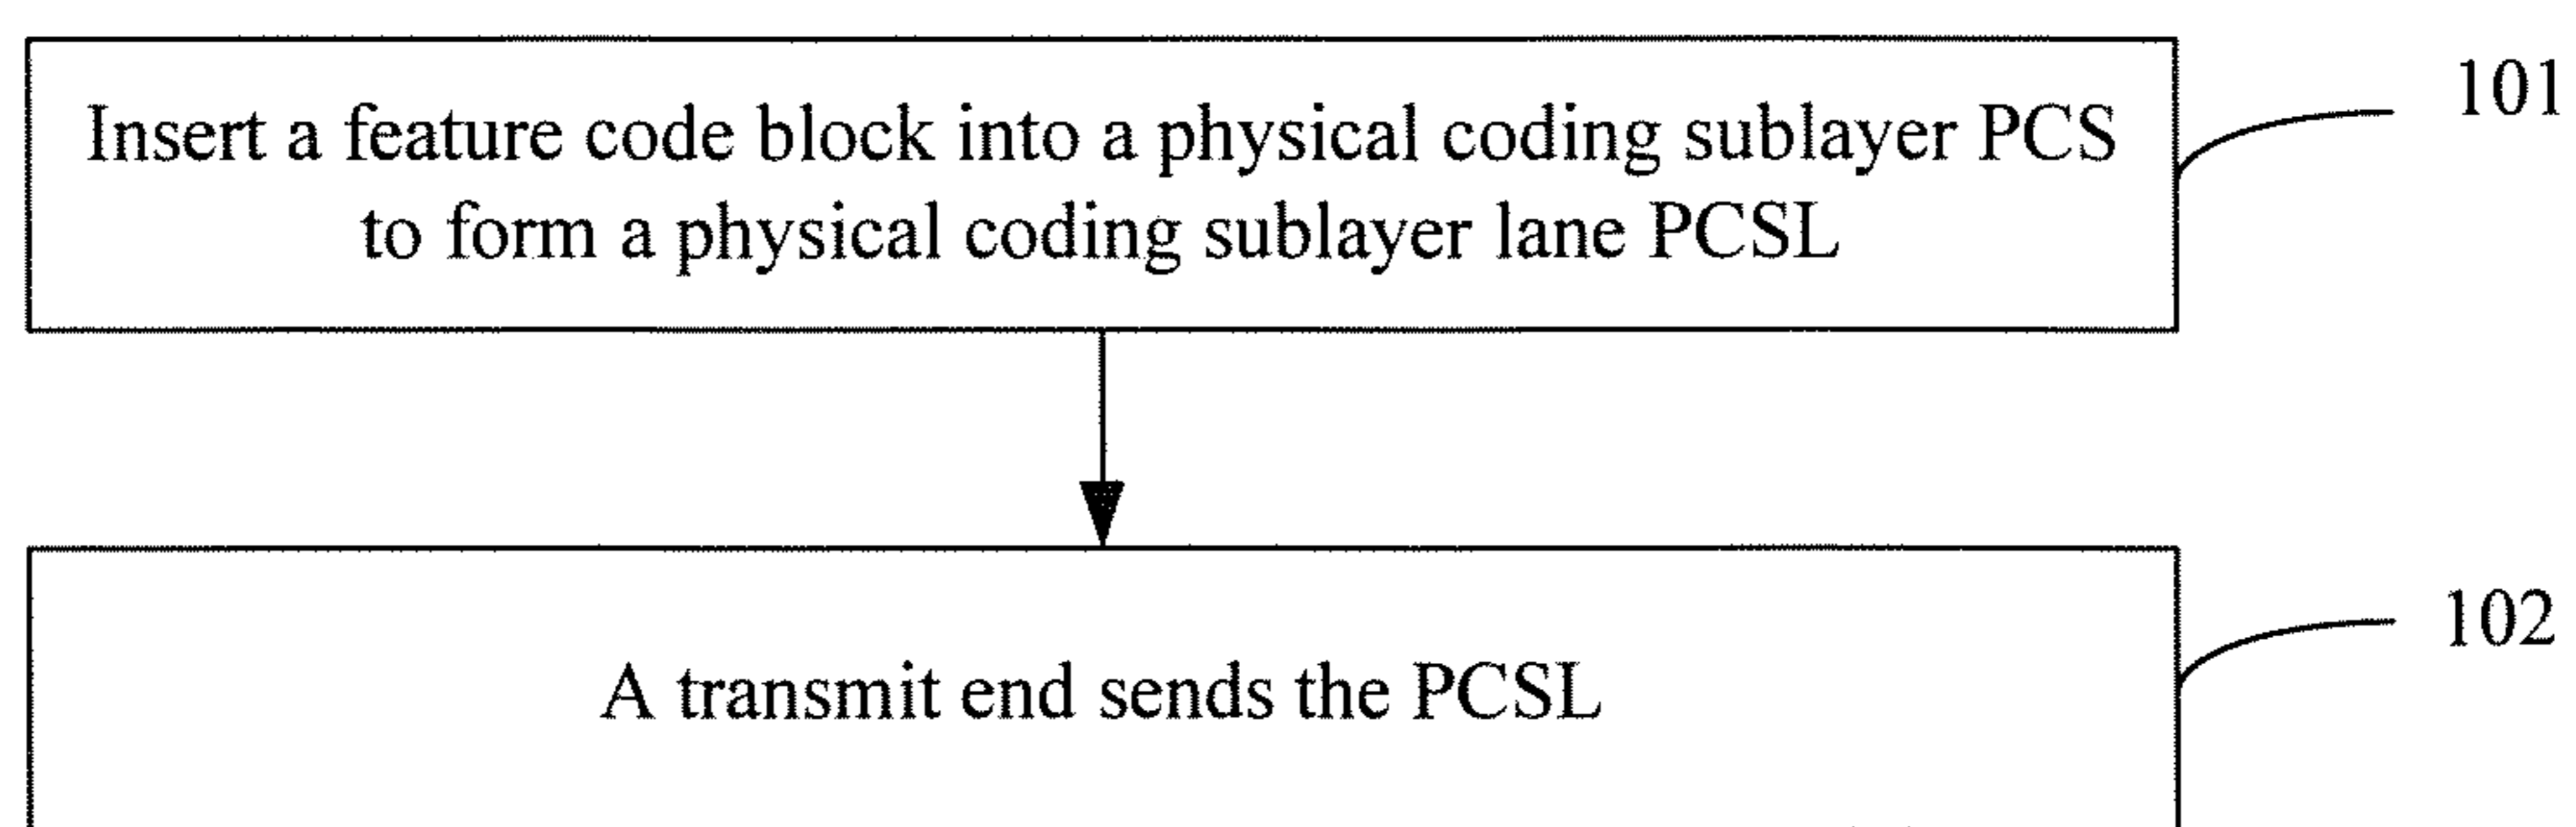 Insert a feature code block into a physical coding sublayer PCS
to form a physical coding sublayer lane PCSL
101
A transmit end sends the PCSL
102